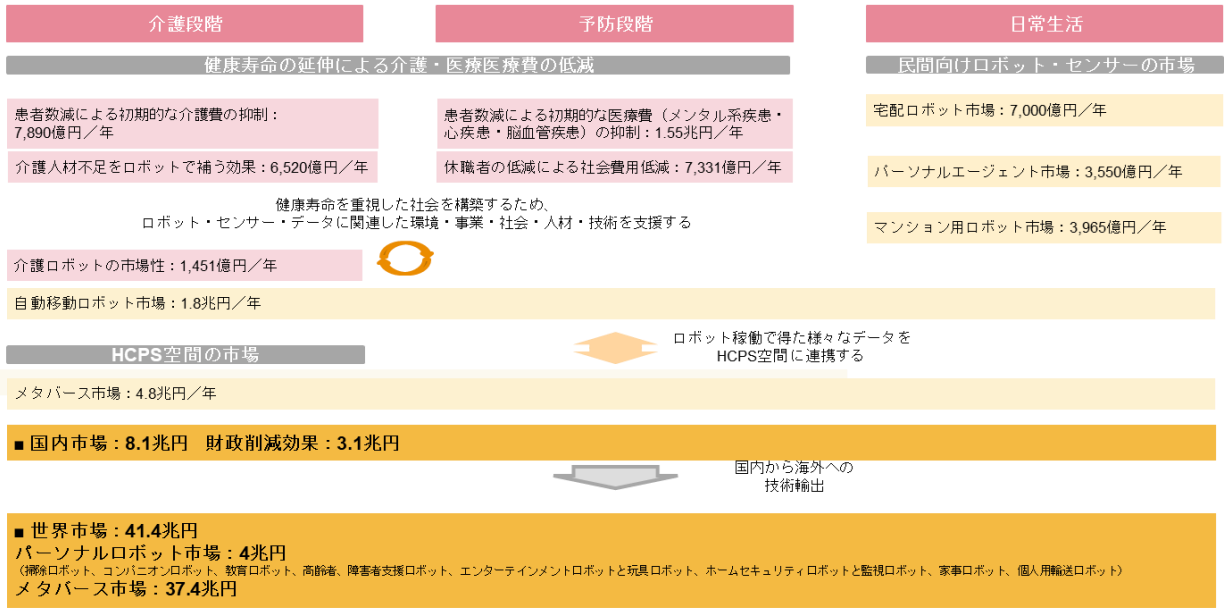 介護段階
予防段階
日常生活
健康寿命の延伸による介護・医療医療費の低減
民間向けロボット・センサーの市場
患者数減による初期的な介護費の抑制：
7,890億円／年
患者数減による初期的な医療費（メンタル系疾患・
心疾患・脳血管疾患）の抑制：1.55兆円／年
宅配ロボット市場：7,000億円／年
介護人材不足をロボットで補う効果：6,520億円／年
休職者の低減による社会費用低減：7,331億円／年
パーソナルエージェント市場：3,550億円／年
健康寿命を重視した社会を構築するため、
ロボット・センサー・データに関連した環境・事業・社会・人材・技術を支援する
マンション用ロボット市場：3,965億円／年
介護ロボットの市場性：1,451億円／年
自動移動ロボット市場：1.8兆円／年
ロボット稼働で得た様々なデータを
HCPS空間に連携する
HCPS空間の市場
メタバース市場：4.8兆円／年
■ 国内市場：8.1兆円　財政削減効果：3.1兆円
国内から海外への
技術輸出
■ 世界市場：41.4兆円
パーソナルロボット市場：4兆円
（掃除ロボット、コンパニオンロボット、教育ロボット、高齢者、障害者支援ロボット、エンターテインメントロボットと玩具ロボット、ホームセキュリティロボットと監視ロボット、家事ロボット、個人用輸送ロボット）
メタバース市場：37.4兆円